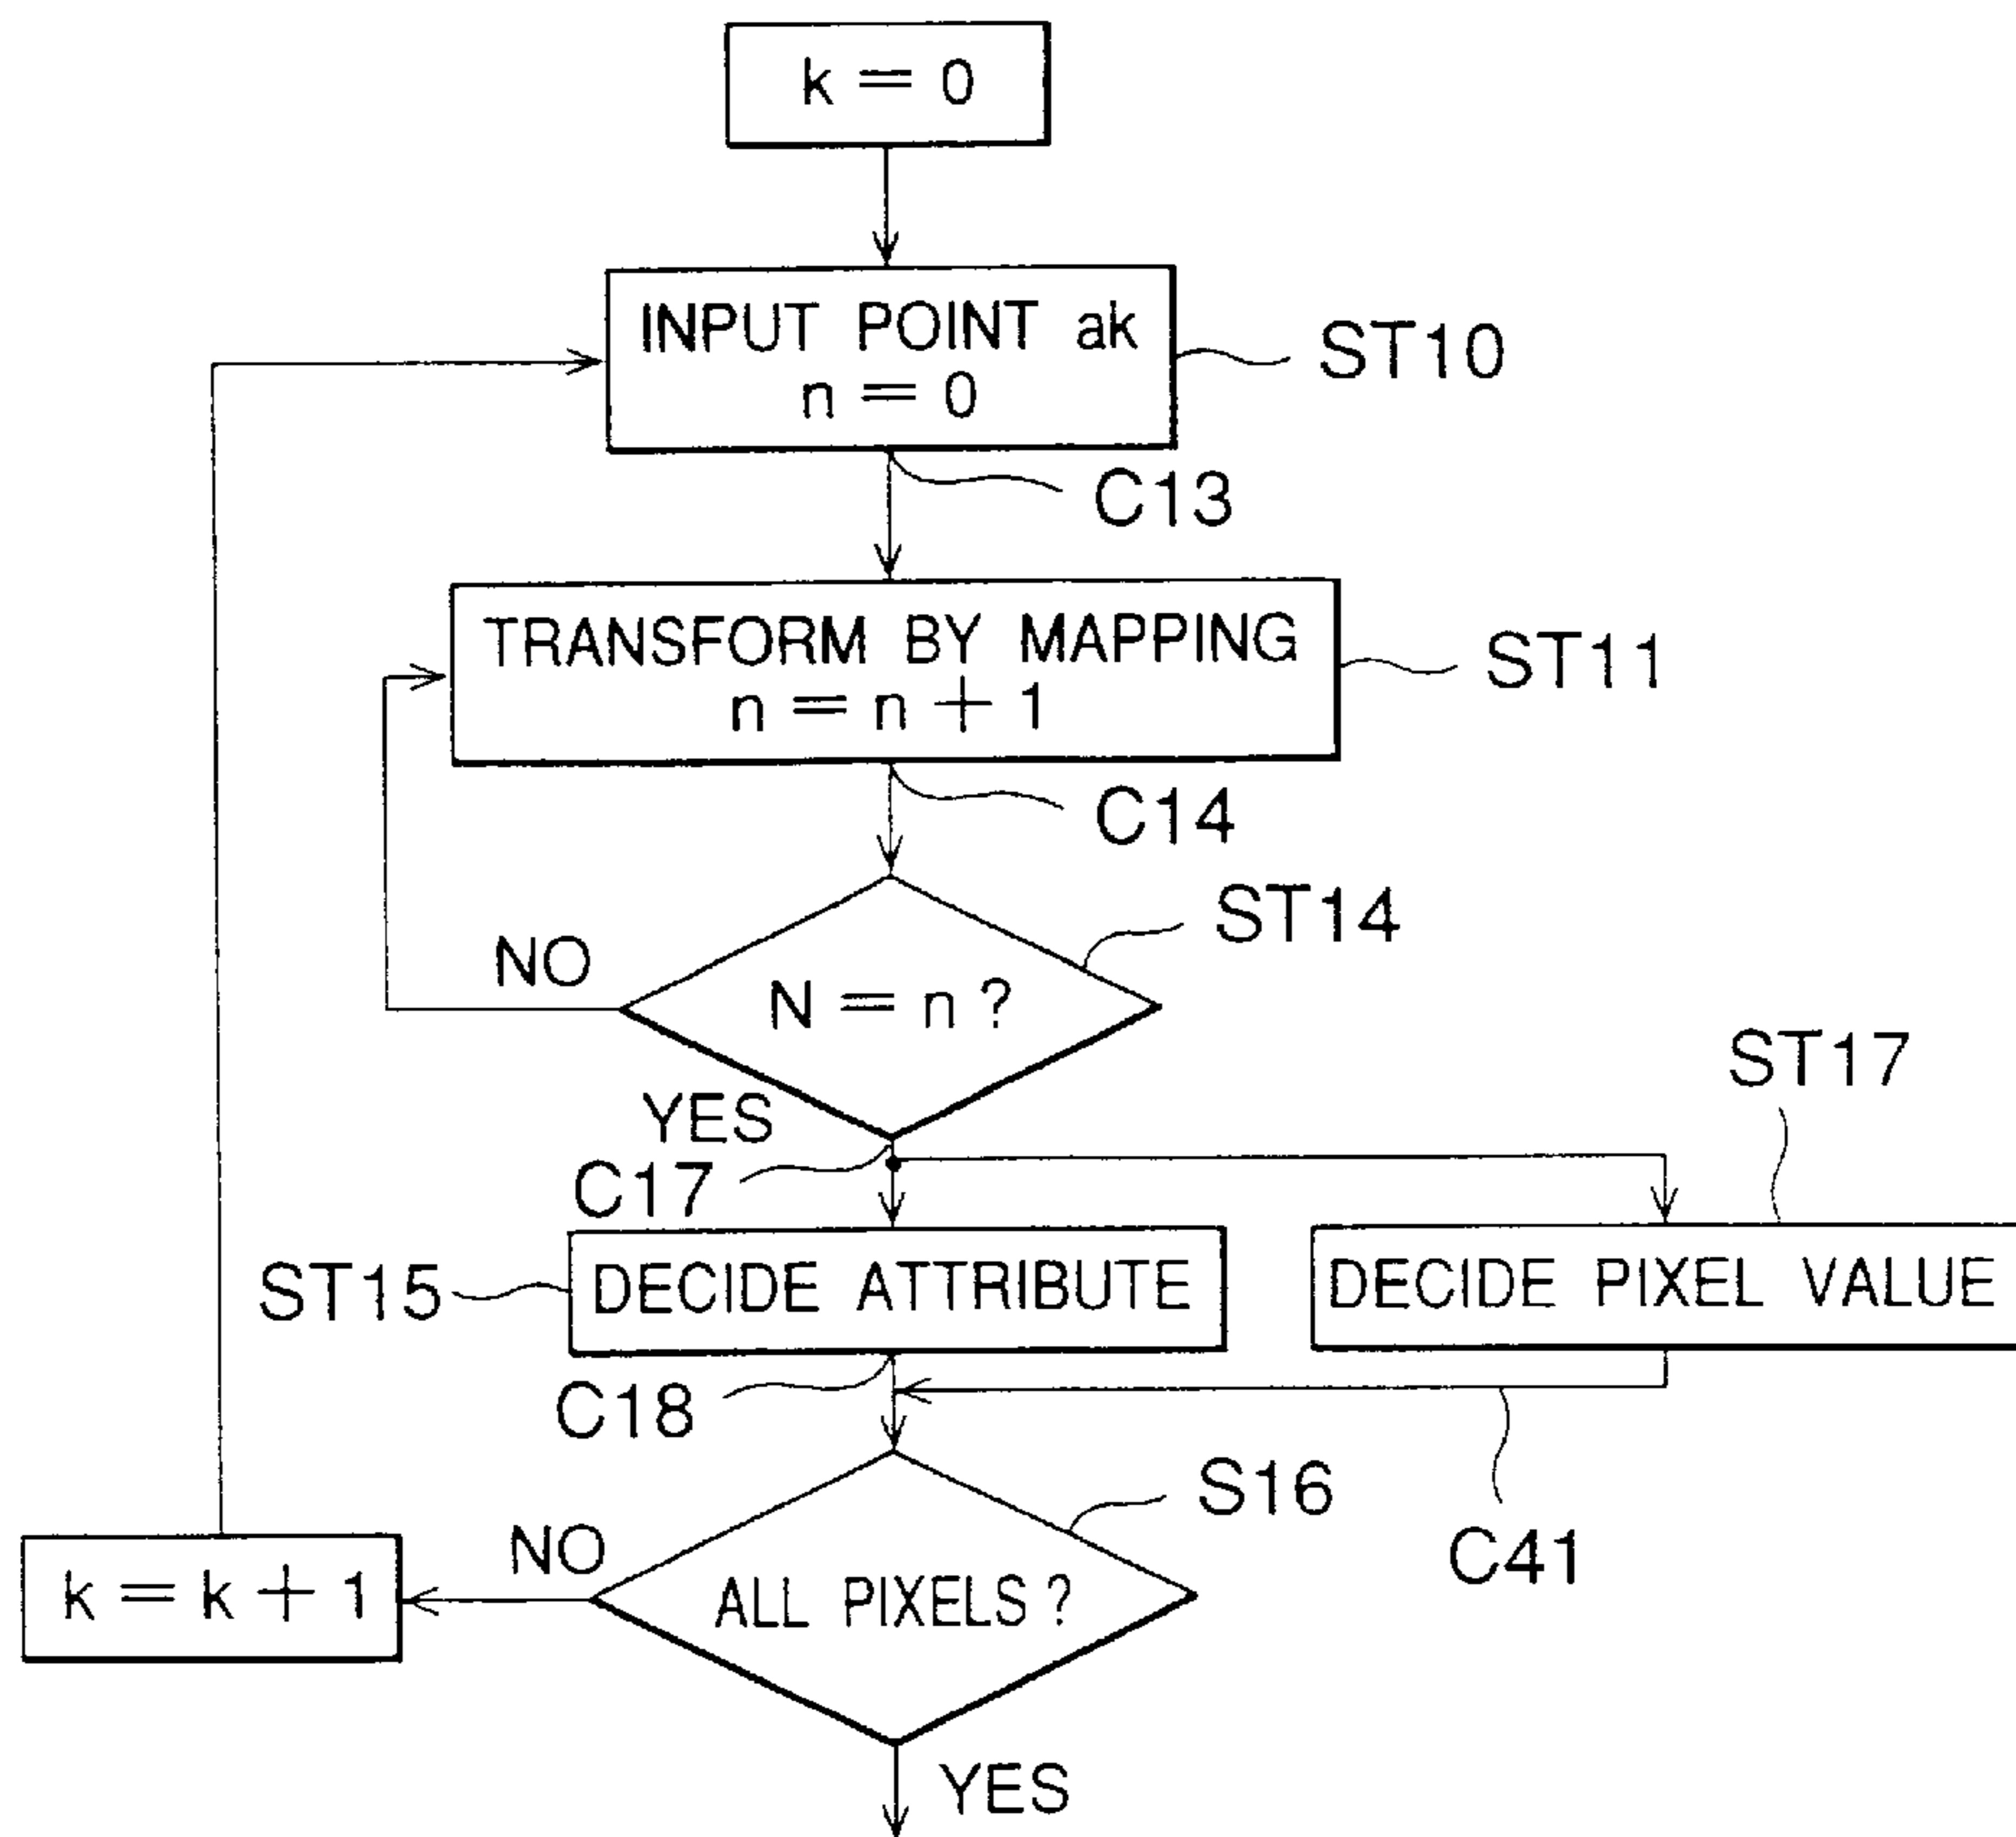 k = 0
INPUT POINT ak
n = 0
ST10
C13
TRANSFORM BY MAPPING
n = n + 1
ST11
C14
ST14
NO
N = n ?
YES
C17
ST17
ST15
DECIDE ATTRIBUTE
DECIDE PIXEL VALUE
C18
C41
S16
NO
k = k + 1
ALL PIXELS ?
YES